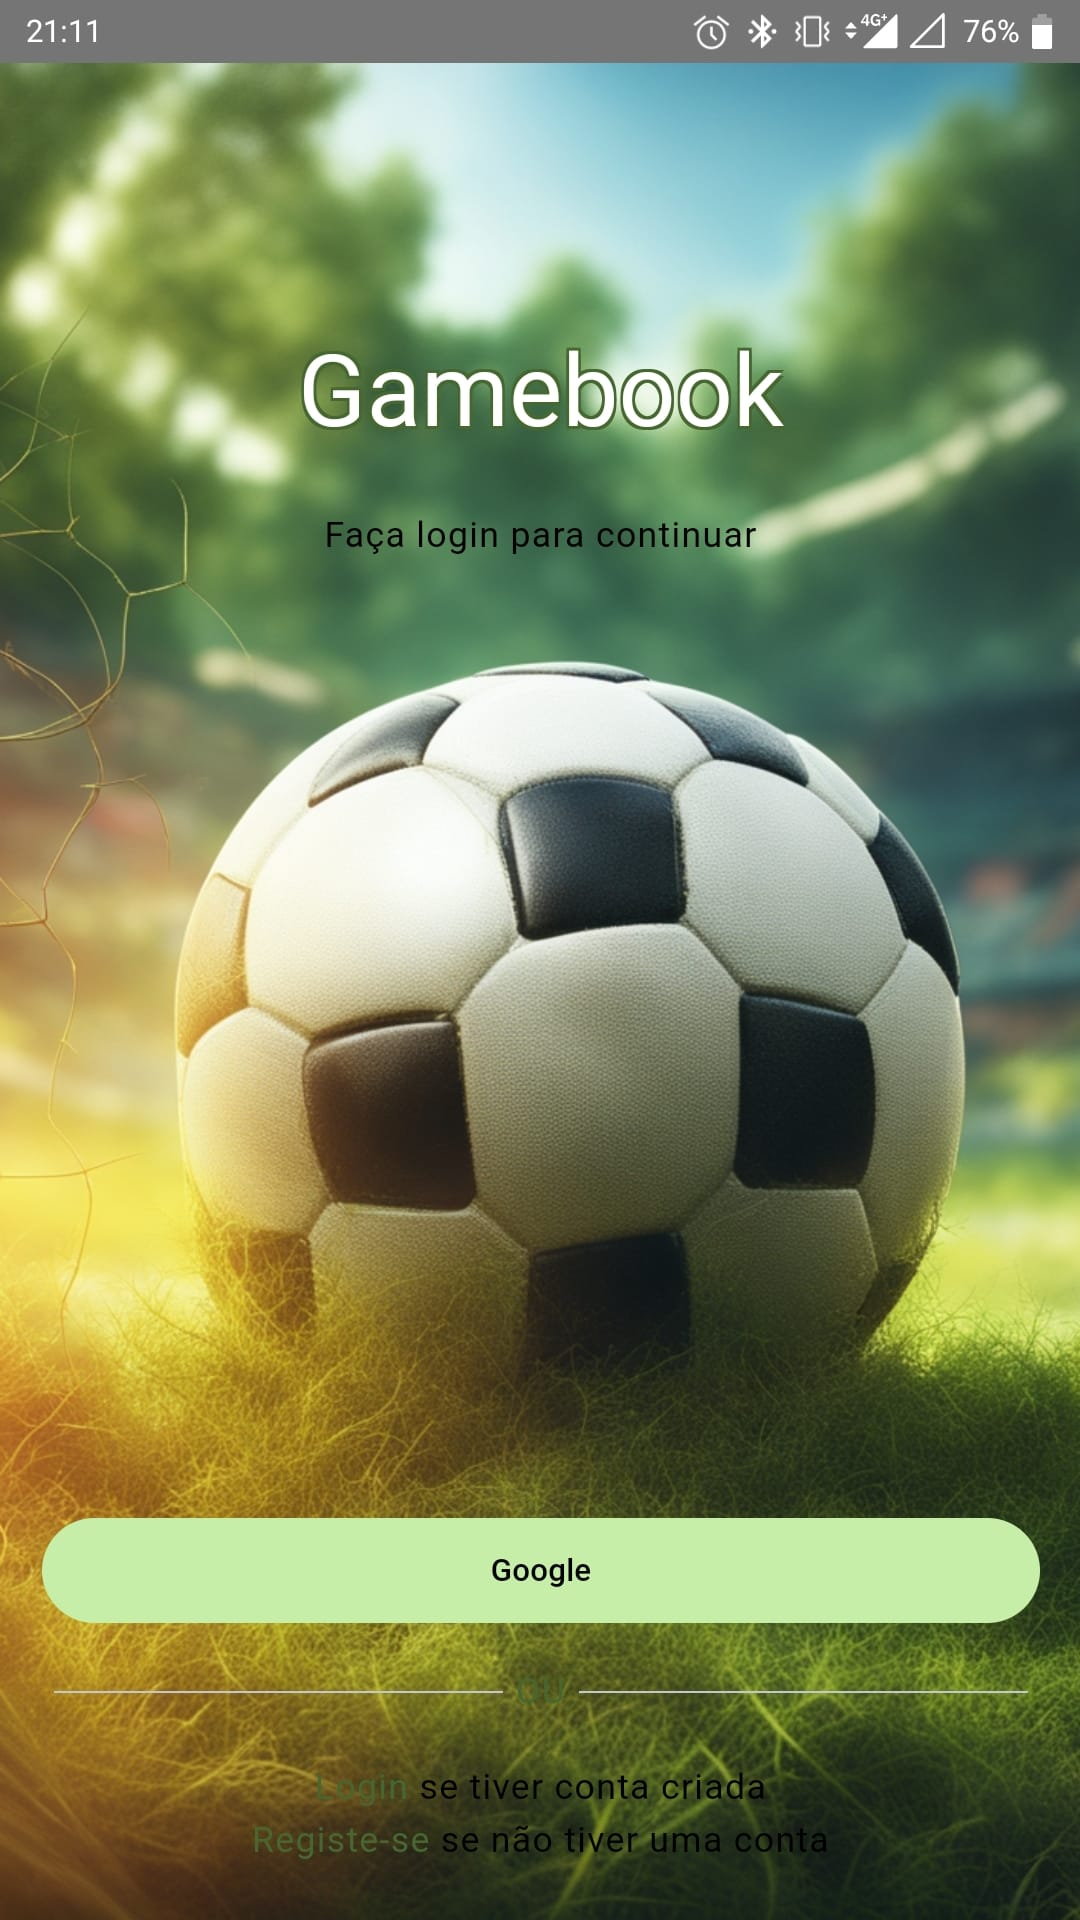 21:11 4G+ 76%
Gamebook
Faça login para continuar
Google
OU
Login se tiver conta criada
Registe-se se não tiver uma conta